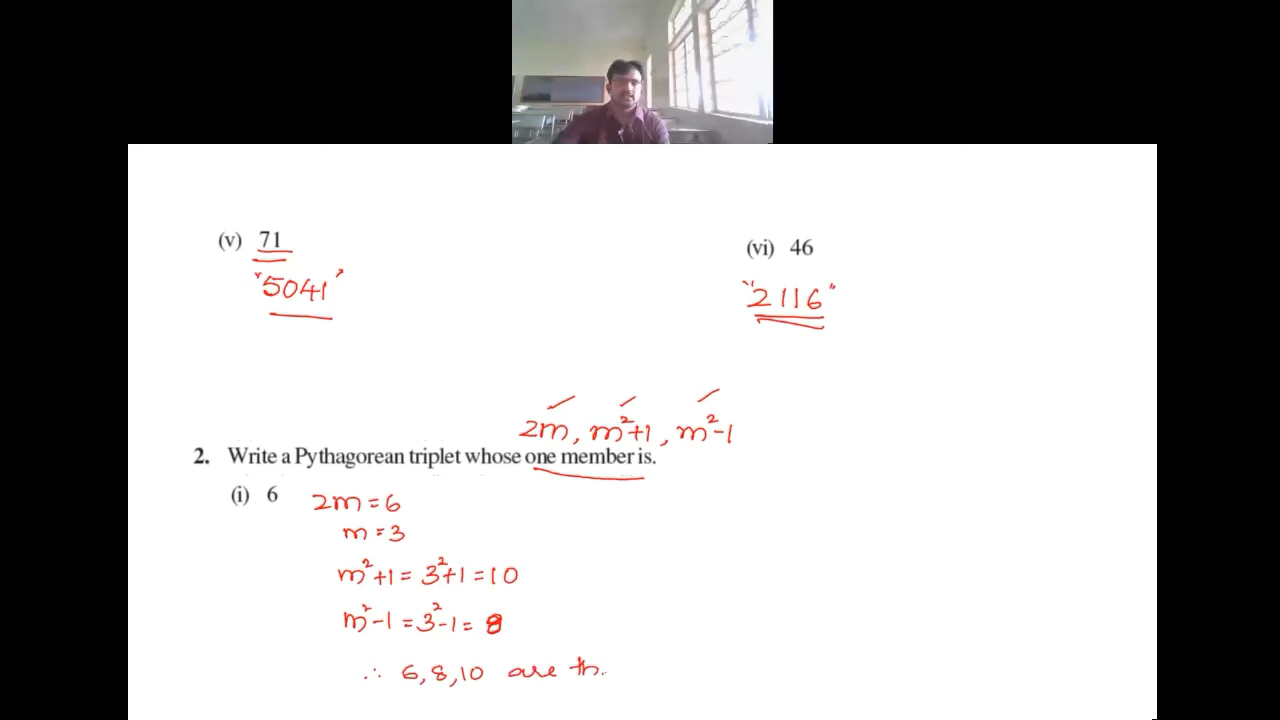 (v) 71
(vi) 46
"5041"
"2116"
2m, m²+1, m²-1
2. Write a Pythagorean triplet whose one member is.
(i) 6
2m = 6
m = 3
m²+1 = 3²+1 = 10
m²-1 = 3²-1 = 8
∴ 6, 8, 10 are th.